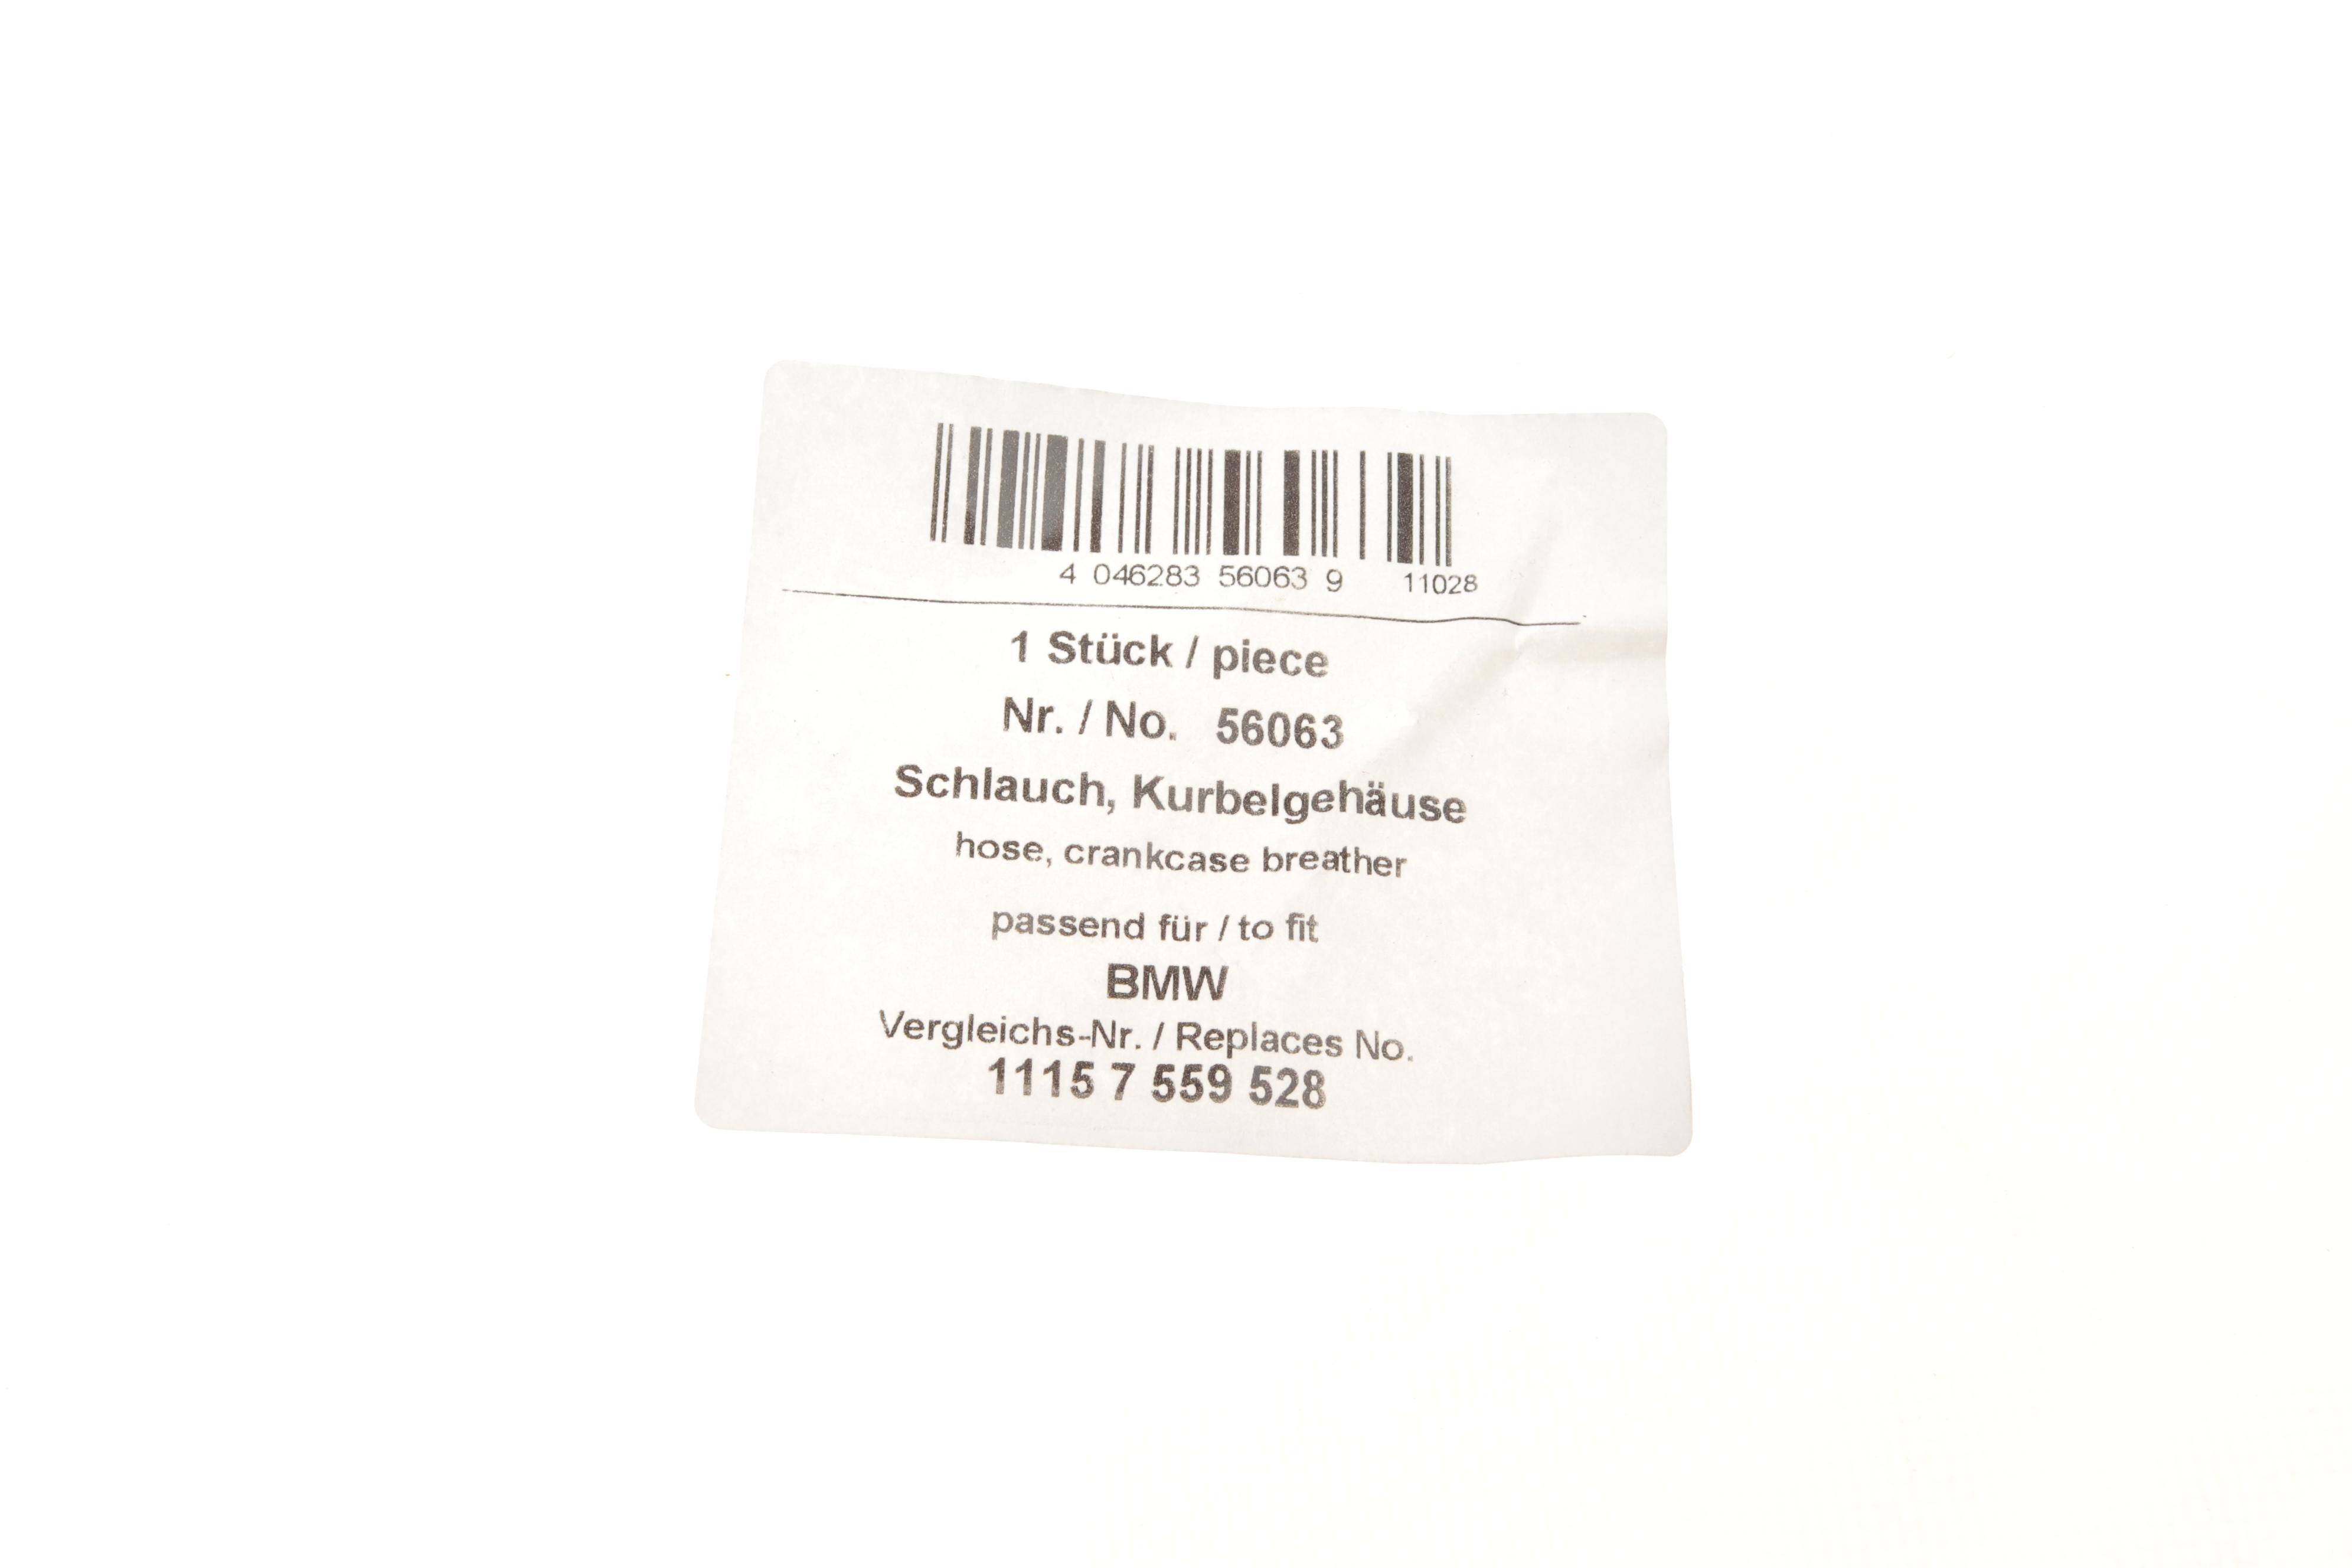 4 046283 56063 9 11028
1 Stück / piece
Nr. / No. 56063
Schlauch, Kurbelgehäuse
hose, crankcase breather
passend für / to fit
BMW
Vergleichs-Nr. / Replaces No.
1115 7 559 528